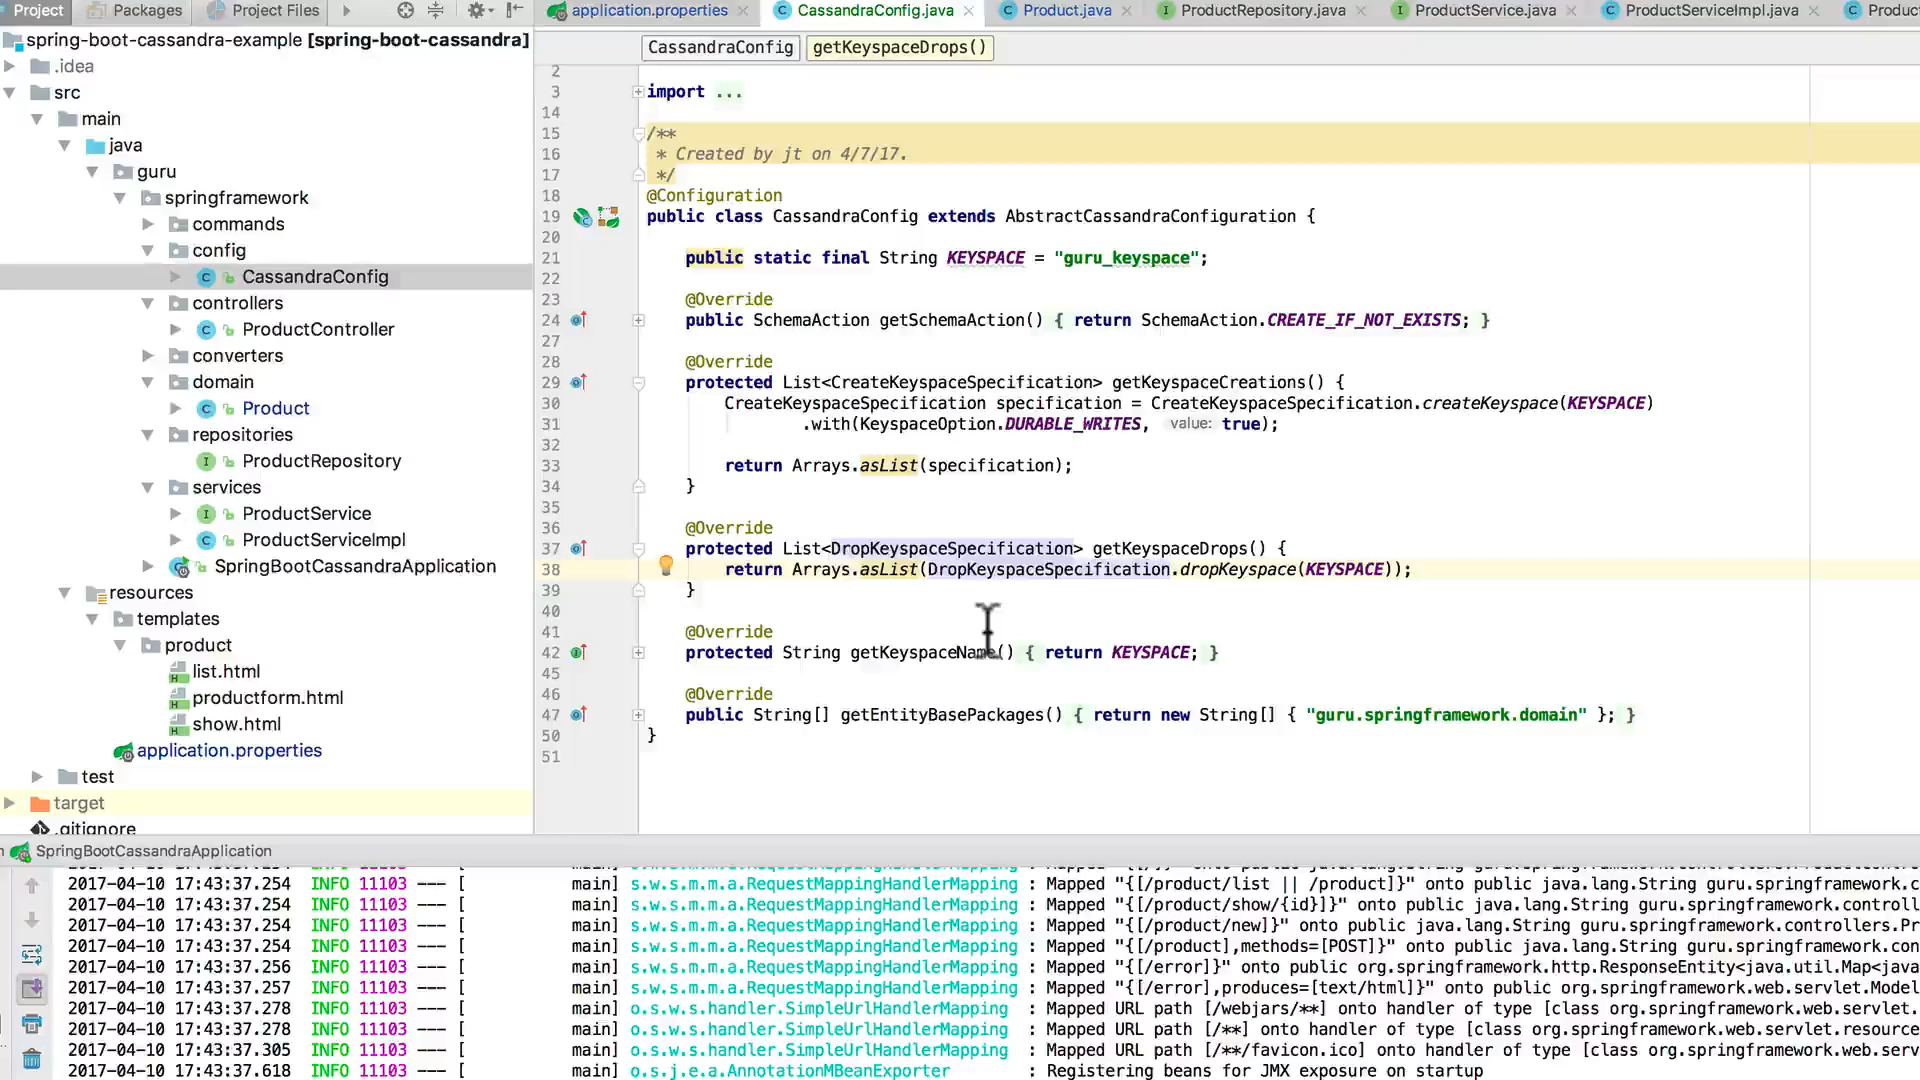 Project Packages Project Files
application.properties CassandraConfig.java Product.java ProductRepository.java ProductService.java ProductServiceImpl.java Produc
spring-boot-cassandra-example [spring-boot-cassandra]
CassandraConfig getKeyspaceDrops()
.idea
src
main
java
guru
springframework
commands
config
CassandraConfig
controllers
ProductController
converters
domain
Product
repositories
ProductRepository
services
ProductService
ProductServiceImpl
SpringBootCassandraApplication
resources
templates
product
list.html
productform.html
show.html
application.properties
test
target
.gitignore
2
3 import ...
14
15 /**
16 * Created by jt on 4/7/17.
17 */
18 @Configuration
19 public class CassandraConfig extends AbstractCassandraConfiguration {
20
21 public static final String KEYSPACE = "guru_keyspace";
22
23 @Override
24 public SchemaAction getSchemaAction() { return SchemaAction.CREATE_IF_NOT_EXISTS; }
27
28 @Override
29 protected List<CreateKeyspaceSpecification> getKeyspaceCreations() {
30 CreateKeyspaceSpecification specification = CreateKeyspaceSpecification.createKeyspace(KEYSPACE)
31 .with(KeyspaceOption.DURABLE_WRITES, value: true);
32
33 return Arrays.asList(specification);
34 }
35
36 @Override
37 protected List<DropKeyspaceSpecification> getKeyspaceDrops() {
38 return Arrays.asList(DropKeyspaceSpecification.dropKeyspace(KEYSPACE));
39 }
40
41 @Override
42 protected String getKeyspaceName() { return KEYSPACE; }
45
46 @Override
47 public String[] getEntityBasePackages() { return new String[] { "guru.springframework.domain" }; }
50 }
51
SpringBootCassandraApplication
2017-04-10 17:43:37.254 INFO 11103 --- [ main] s.w.s.m.m.a.RequestMappingHandlerMapping : Mapped "{[/product/list || /product]}" onto public java.lang.String guru.springframework.c
2017-04-10 17:43:37.254 INFO 11103 --- [ main] s.w.s.m.m.a.RequestMappingHandlerMapping : Mapped "{[/product/show/{id}]}" onto public java.lang.String guru.springframework.controll
2017-04-10 17:43:37.254 INFO 11103 --- [ main] s.w.s.m.m.a.RequestMappingHandlerMapping : Mapped "{[/product/new]}" onto public java.lang.String guru.springframework.controllers.Pr
2017-04-10 17:43:37.254 INFO 11103 --- [ main] s.w.s.m.m.a.RequestMappingHandlerMapping : Mapped "{[/product],methods=[POST]}" onto public java.lang.String guru.springframework.con
2017-04-10 17:43:37.256 INFO 11103 --- [ main] s.w.s.m.m.a.RequestMappingHandlerMapping : Mapped "{[/error]}" onto public org.springframework.http.ResponseEntity<java.util.Map<java
2017-04-10 17:43:37.257 INFO 11103 --- [ main] s.w.s.m.m.a.RequestMappingHandlerMapping : Mapped "{[/error],produces=[text/html]}" onto public org.springframework.web.servlet.Model
2017-04-10 17:43:37.278 INFO 11103 --- [ main] o.s.w.s.handler.SimpleUrlHandlerMapping : Mapped URL path [/webjars/**] onto handler of type [class org.springframework.web.servlet.
2017-04-10 17:43:37.278 INFO 11103 --- [ main] o.s.w.s.handler.SimpleUrlHandlerMapping : Mapped URL path [/**] onto handler of type [class org.springframework.web.servlet.resource
2017-04-10 17:43:37.305 INFO 11103 --- [ main] o.s.w.s.handler.SimpleUrlHandlerMapping : Mapped URL path [/**/favicon.ico] onto handler of type [class org.springframework.web.serv
2017-04-10 17:43:37.618 INFO 11103 --- [ main] o.s.j.e.a.AnnotationMBeanExporter : Registering beans for JMX exposure on startup